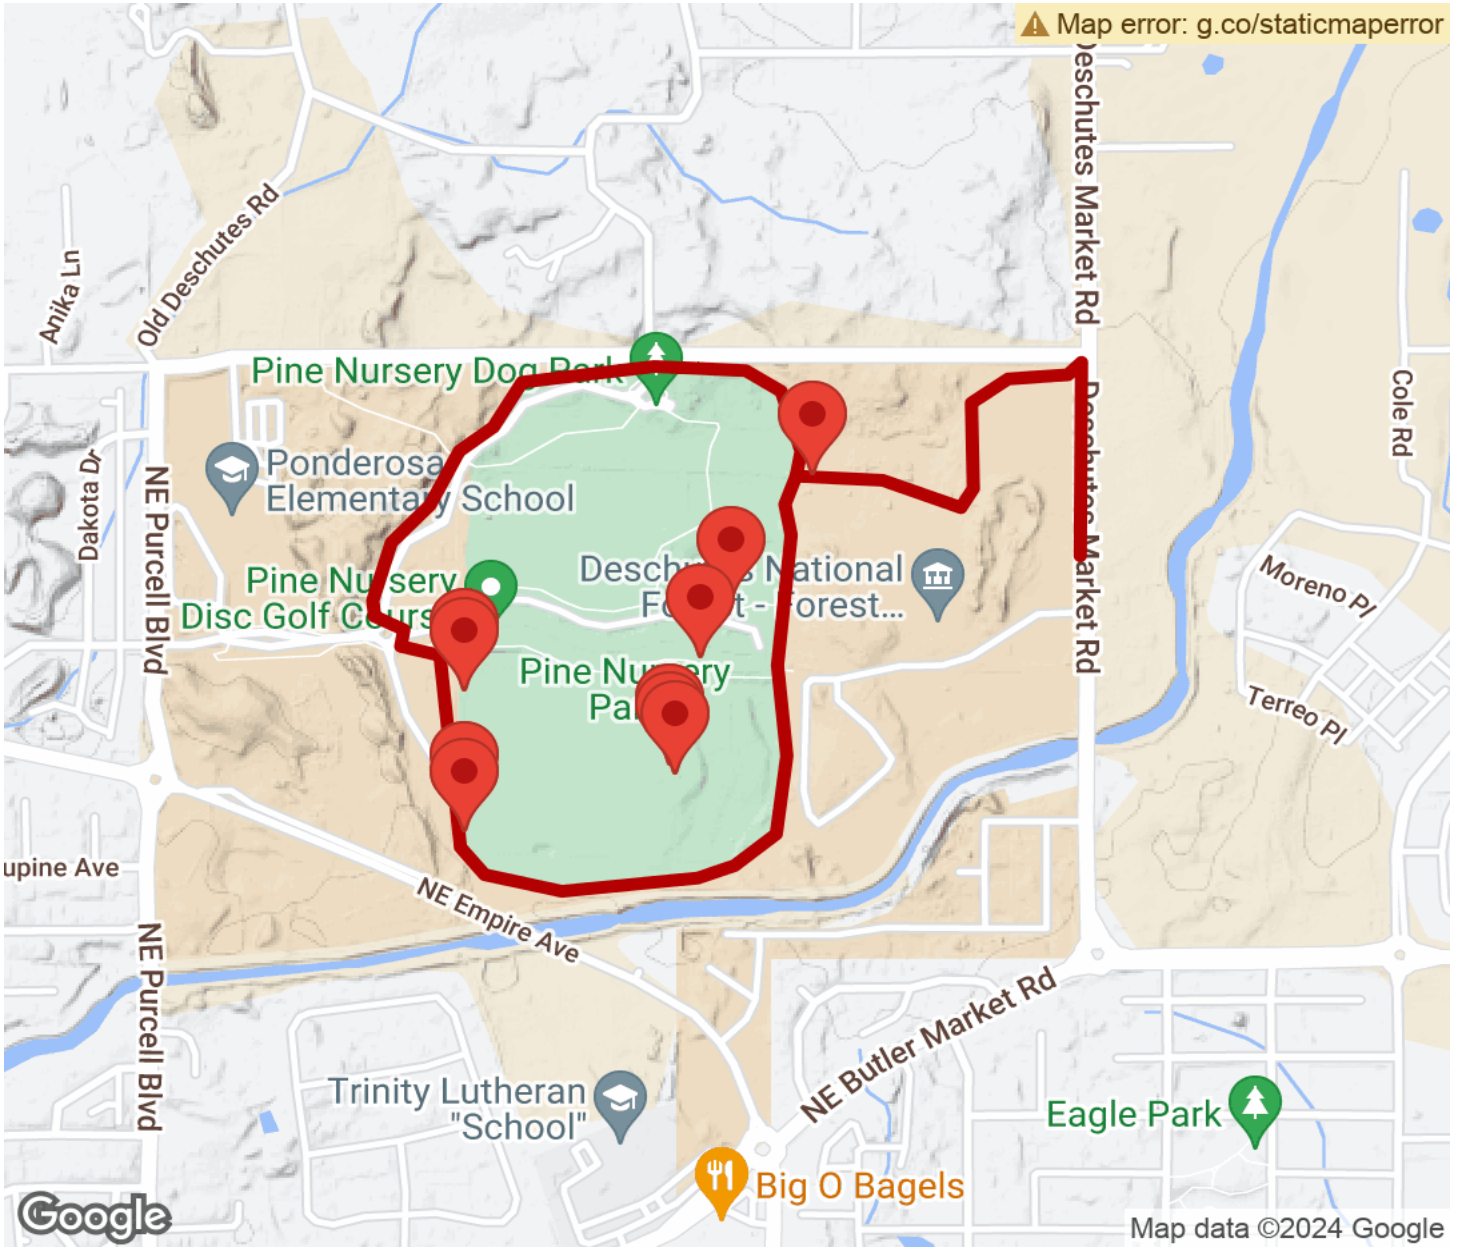 Map error: g.co/staticmaperror
Deschutes Market Rd
Old Deschutes Rd
Anika Ln
Pine Nursery Dog Park
Deschutes Market Rd
Cole Rd
Dakota Dr
NE Purcell Blvd
Ponderosa
Elementary School
Pine Nursery
Disc Golf Course
Deschutes National
Forest - Forest...
Moreno Pl
Terreo Pl
Pine Nursery
Park
upine Ave
NE Empire Ave
NE Purcell Blvd
NE Butler Market Rd
Trinity Lutheran
"School"
Eagle Park
Big O Bagels
Google
Map data ©2024 Google